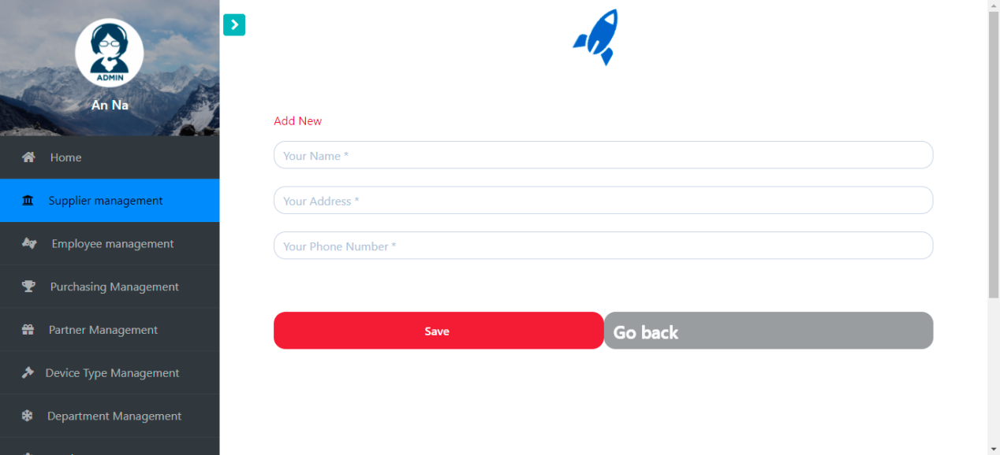 ADMIN
An Na
Home
Supplier management
Employee management
Purchasing Management
Partner Management
Device Type Management
Department Management
Add New
Your Name *
Your Address *
Your Phone Number *
Save
Go back